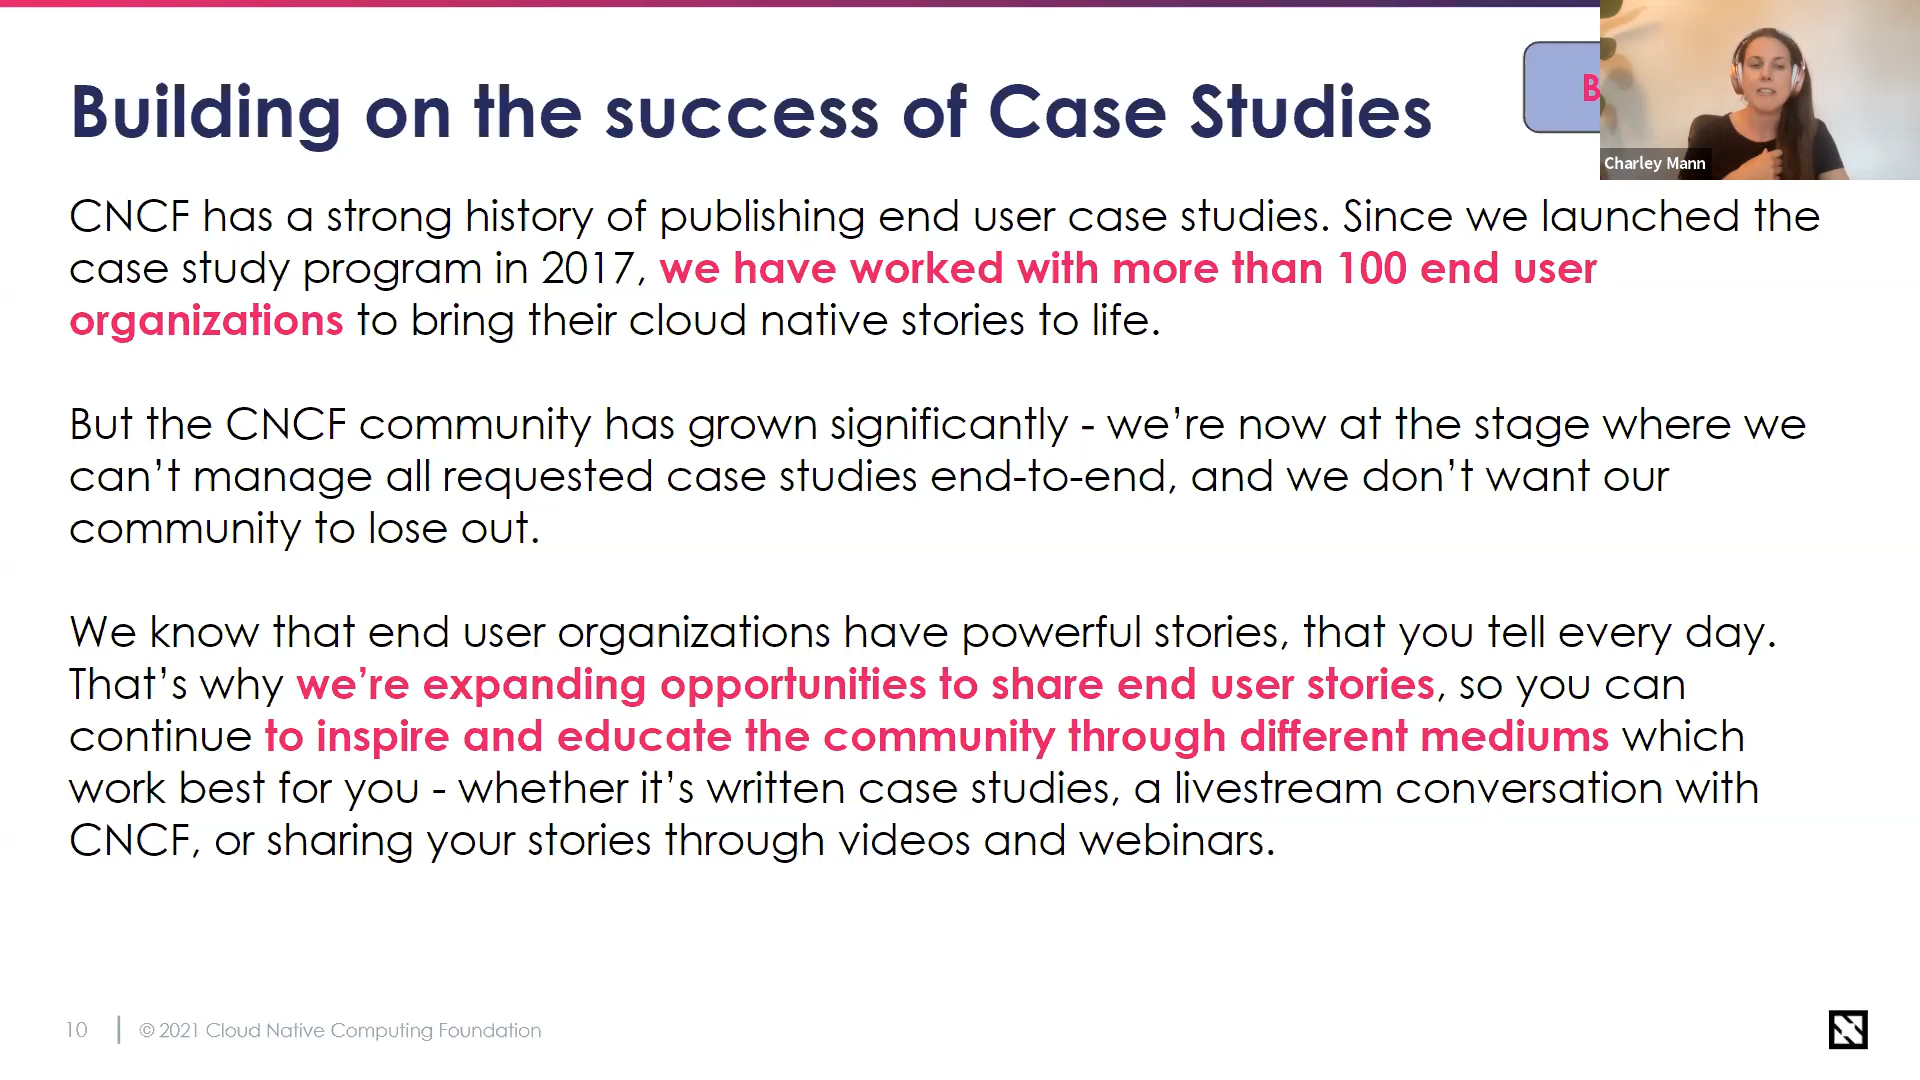 Building on the success of Case Studies
B
Charley Mann
CNCF has a strong history of publishing end user case studies. Since we launched the
case study program in 2017, we have worked with more than 100 end user
organizations to bring their cloud native stories to life.
But the CNCF community has grown significantly - we're now at the stage where we
can't manage all requested case studies end-to-end, and we don't want our
community to lose out.
We know that end user organizations have powerful stories, that you tell every day.
That's why we're expanding opportunities to share end user stories, so you can
continue to inspire and educate the community through different mediums which
work best for you - whether it's written case studies, a livestream conversation with
CNCF, or sharing your stories through videos and webinars.
10 | © 2021 Cloud Native Computing Foundation